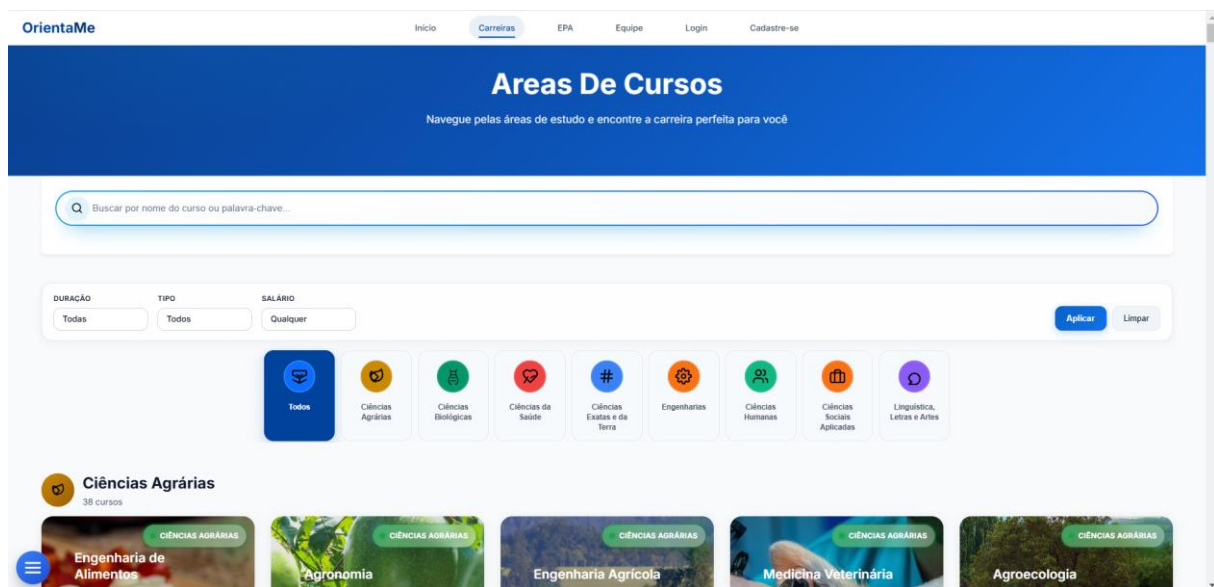 OrientaMe
Início Carreiras EPA Equipe Login Cadastre-se
Areas De Cursos
Navegue pelas áreas de estudo e encontre a carreira perfeita para você
Buscar por nome do curso ou palavra-chave...
DURAÇÃO TIPO SALÁRIO
Todas Todos Qualquer Aplicar Limpar
Todos
Ciências
Agrárias
Ciências
Biológicas
Ciências da
Saúde
Ciências
Exatas e da
Terra
Engenharias
Ciências
Humanas
Ciências
Sociais
Aplicadas
Linguística,
Letras e Artes
Ciências Agrárias
38 cursos
CIÊNCIAS AGRÁRIAS
Engenharia de
Alimentos
CIÊNCIAS AGRÁRIAS
Agronomia
CIÊNCIAS AGRÁRIAS
Engenharia Agrícola
CIÊNCIAS AGRÁRIAS
Medicina Veterinária
CIÊNCIAS AGRÁRIAS
Agroecologia